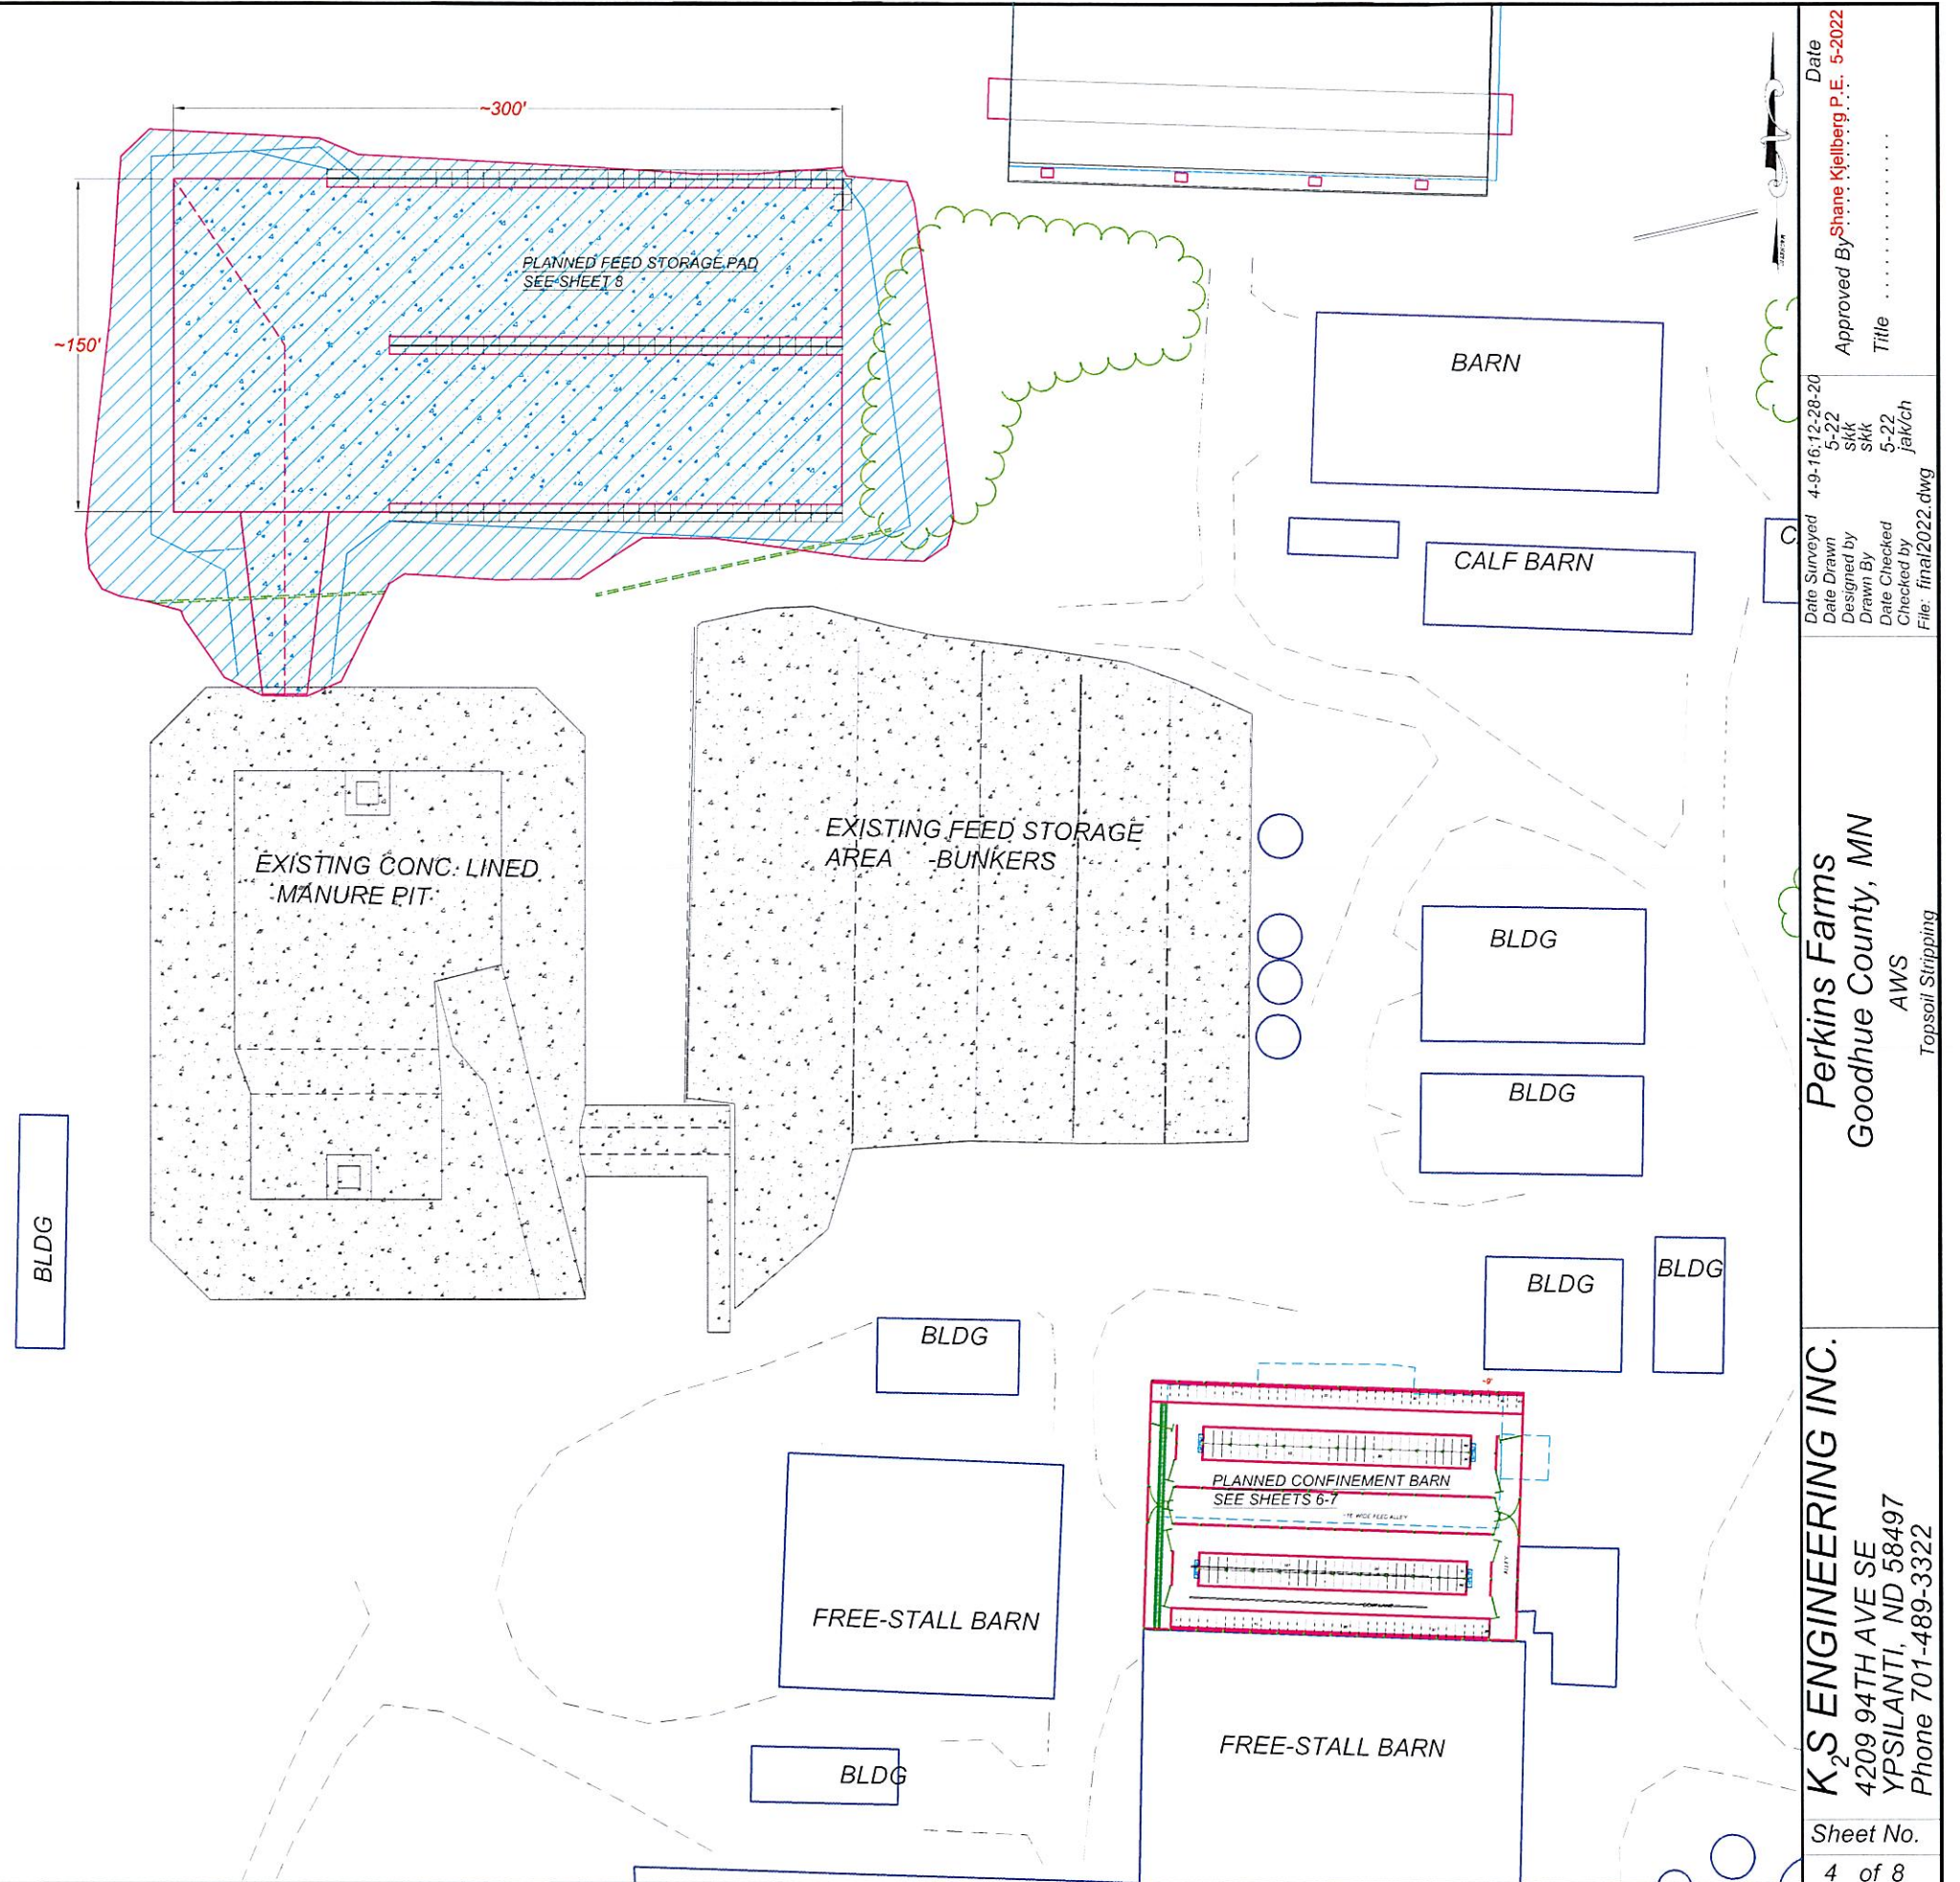 ~300'
PLANNED FEED STORAGE PAD
SEE SHEET 8
~150'
BARN
CALF BARN
C
EXISTING FEED STORAGE
AREA -BUNKERS
EXISTING CONC. LINED
MANURE PIT
BLDG
BLDG
BLDG
BLDG
BLDG
BLDG
PLANNED CONFINEMENT BARN
SEE SHEETS 6-7
FREE-STALL BARN
FREE-STALL BARN
BLDG
ALLEY
Date
Approved By Shane Kjellberg P.E. 5-2022
Title
Date Surveyed 4-9-16;12-28-20
Date Drawn 5-22
Designed by skk
Drawn By skk
Date Checked 5-22
Checked by jak/ch
File: final2022.dwg
Perkins Farms
Goodhue County, MN
AWS
Topsoil Stripping
K2S ENGINEERING INC.
4209 94TH AVE SE
YPSILANTI, ND 58497
Phone 701-489-3322
Sheet No.
4 of 8